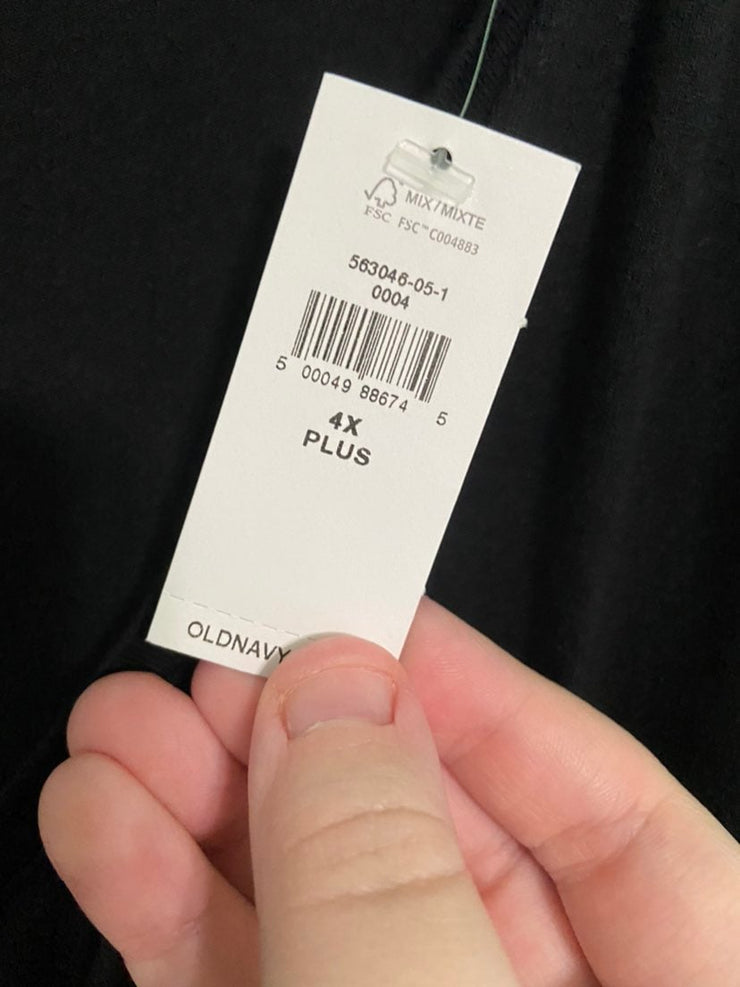 MIX/MIXTE
FSC FSC™ C004883
563046-05-1
0004
5 00049 88674 5
4X
PLUS
OLDNAVY